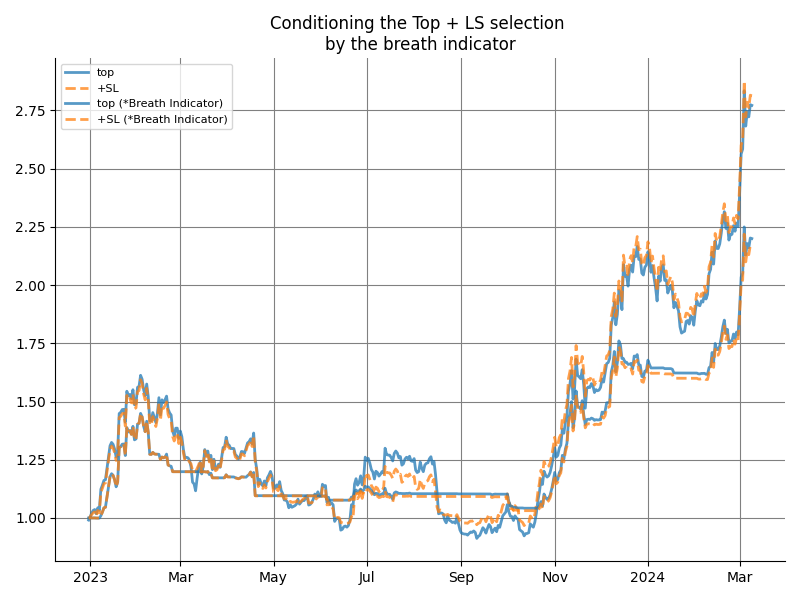 Conditioning the Top + LS selection
by the breath indicator
top
+SL
top (*Breath Indicator)
+SL (*Breath Indicator)
2.75
2.50
2.25
2.00
1.75
1.50
1.25
1.00
2023
Mar
May
Jul
Sep
Nov
2024
Mar